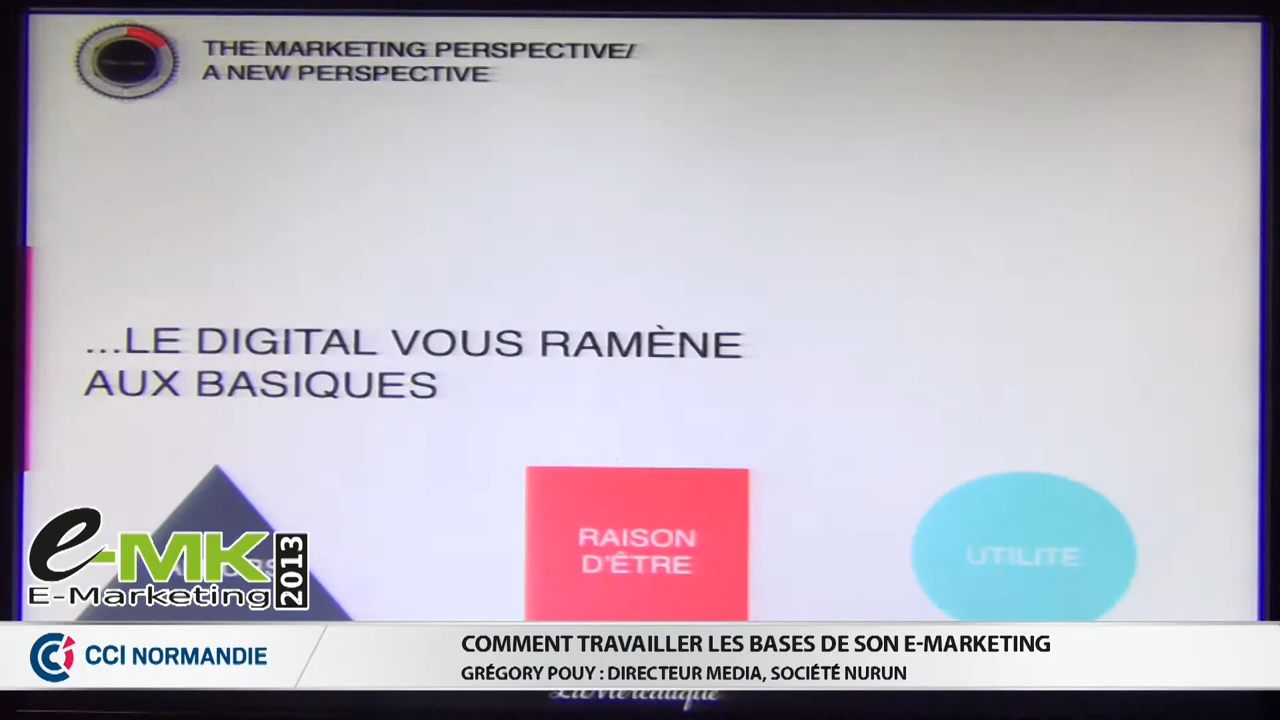 THE MARKETING PERSPECTIVE/
A NEW PERSPECTIVE
...LE DIGITAL VOUS RAMÈNE
AUX BASIQUES
RAISON
D'ÊTRE
UTILITE
e-MK
2013
E-Marketing
CCI NORMANDIE
COMMENT TRAVAILLER LES BASES DE SON E-MARKETING
GRÉGORY POUY : DIRECTEUR MEDIA, SOCIÉTÉ NURUN